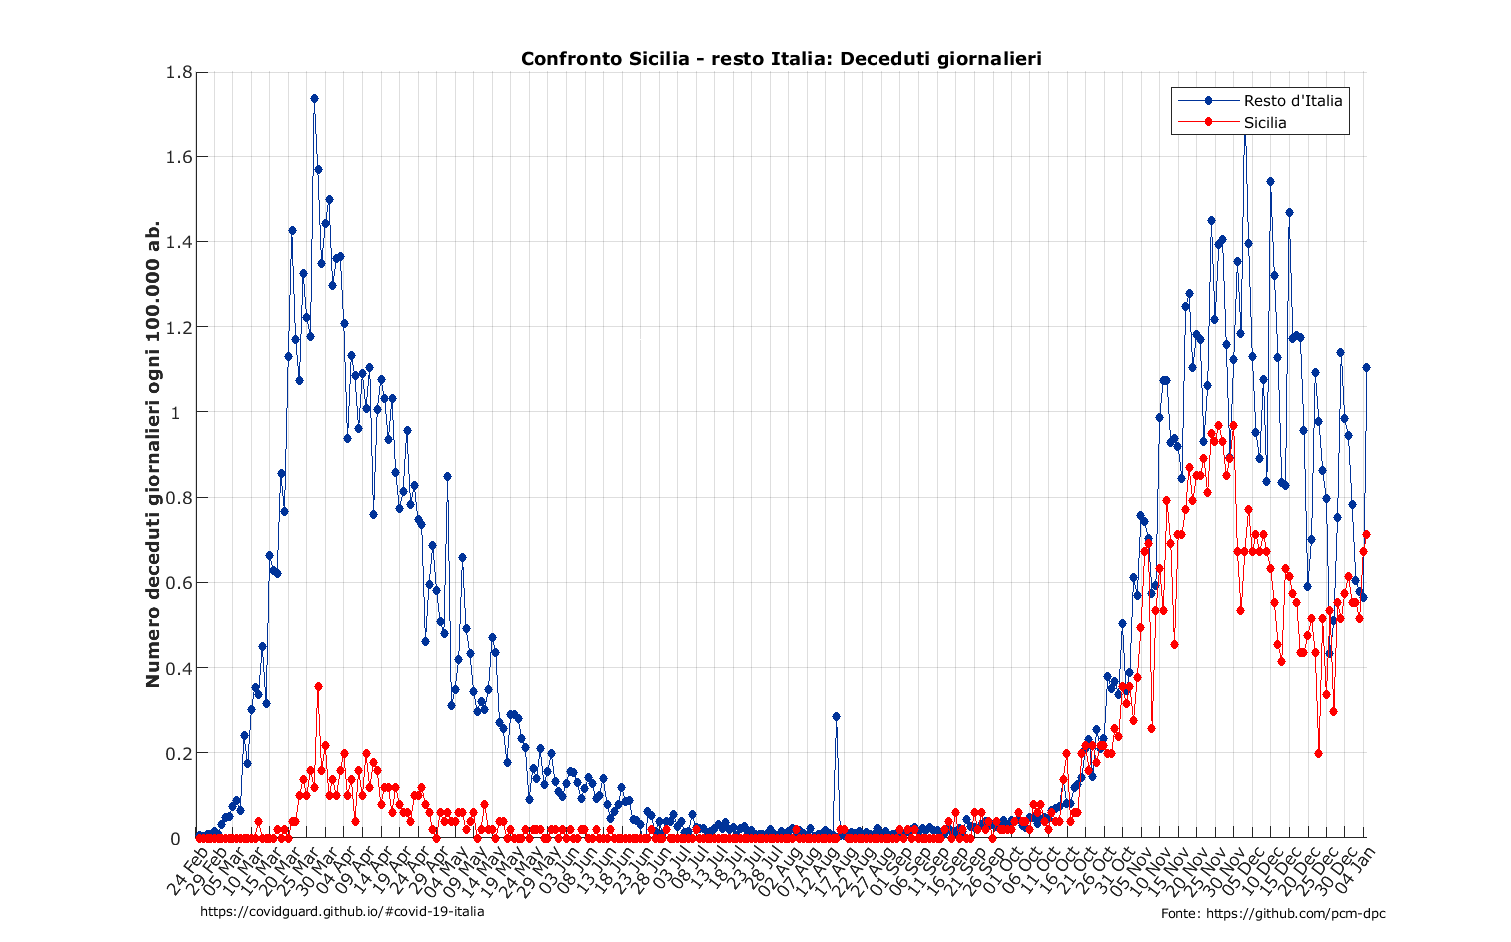 Confronto Sicilia - resto Italia: Deceduti giornalieri
Resto d'Italia
Sicilia
Numero deceduti giornalieri ogni 100.000 ab.
1.8
1.6
1.4
1.2
1
0.8
0.6
0.4
0.2
0
24 Feb
29 Feb
05 Mar
10 Mar
15 Mar
20 Mar
25 Mar
30 Mar
04 Apr
09 Apr
14 Apr
19 Apr
24 Apr
29 Apr
04 May
09 May
14 May
19 May
24 May
29 May
03 Jun
08 Jun
13 Jun
18 Jun
23 Jun
28 Jun
03 Jul
08 Jul
13 Jul
18 Jul
23 Jul
28 Jul
02 Aug
07 Aug
12 Aug
17 Aug
22 Aug
27 Aug
01 Sep
06 Sep
11 Sep
16 Sep
21 Sep
26 Sep
01 Oct
06 Oct
11 Oct
16 Oct
21 Oct
26 Oct
31 Oct
05 Nov
10 Nov
15 Nov
20 Nov
25 Nov
30 Nov
05 Dec
10 Dec
15 Dec
20 Dec
25 Dec
30 Dec
04 Jan
https://covidguard.github.io/#covid-19-italia
Fonte: https://github.com/pcm-dpc